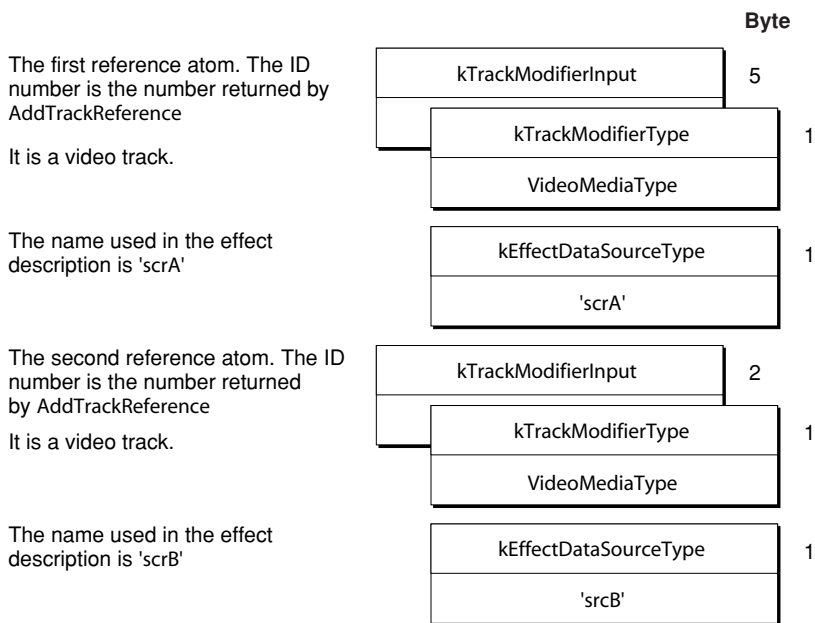 Byte
The first reference atom. The ID
number is the number returned by
AddTrackReference
It is a video track.
kTrackModifierInput
5
kTrackModifierType
1
VideoMediaType
The name used in the effect
description is 'scrA'
kEffectDataSourceType
1
'scrA'
The second reference atom. The ID
number is the number returned
by AddTrackReference
It is a video track.
kTrackModifierInput
2
kTrackModifierType
1
VideoMediaType
The name used in the effect
description is 'scrB'
kEffectDataSourceType
1
'srcB'